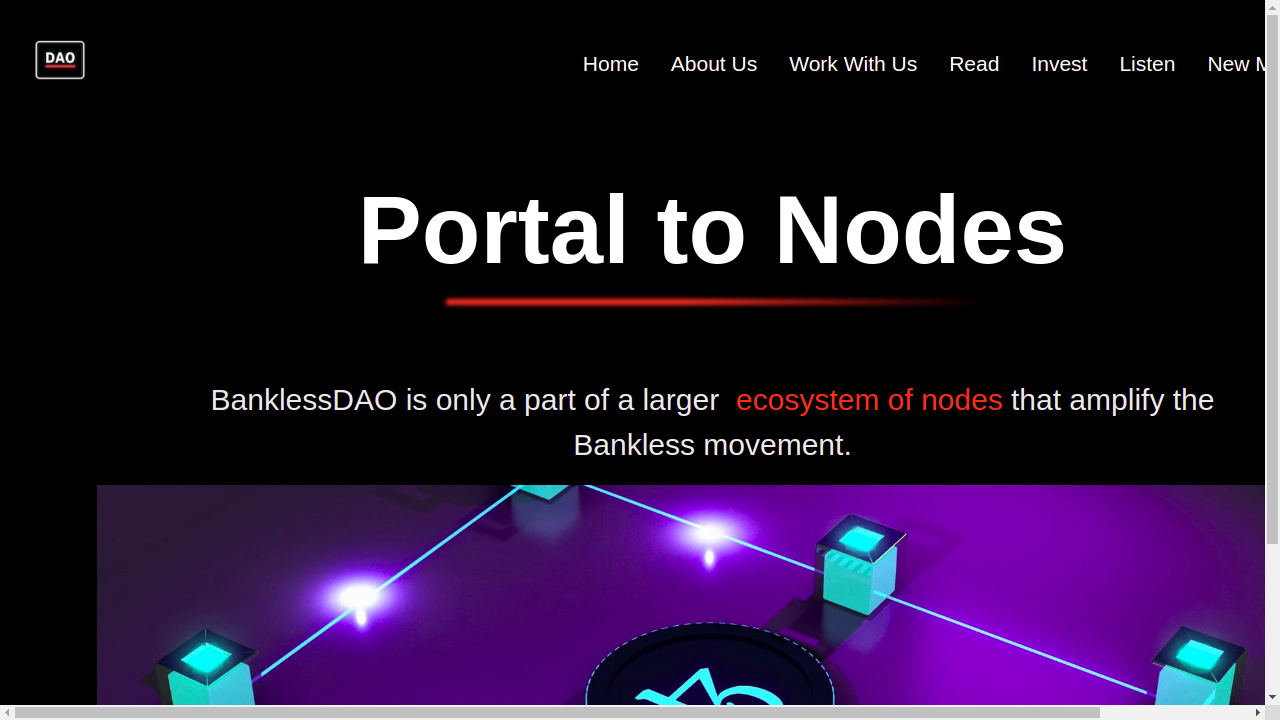 DAO
Home About Us Work With Us Read Invest Listen New M
Portal to Nodes
BanklessDAO is only a part of a larger ecosystem of nodes that amplify the
Bankless movement.